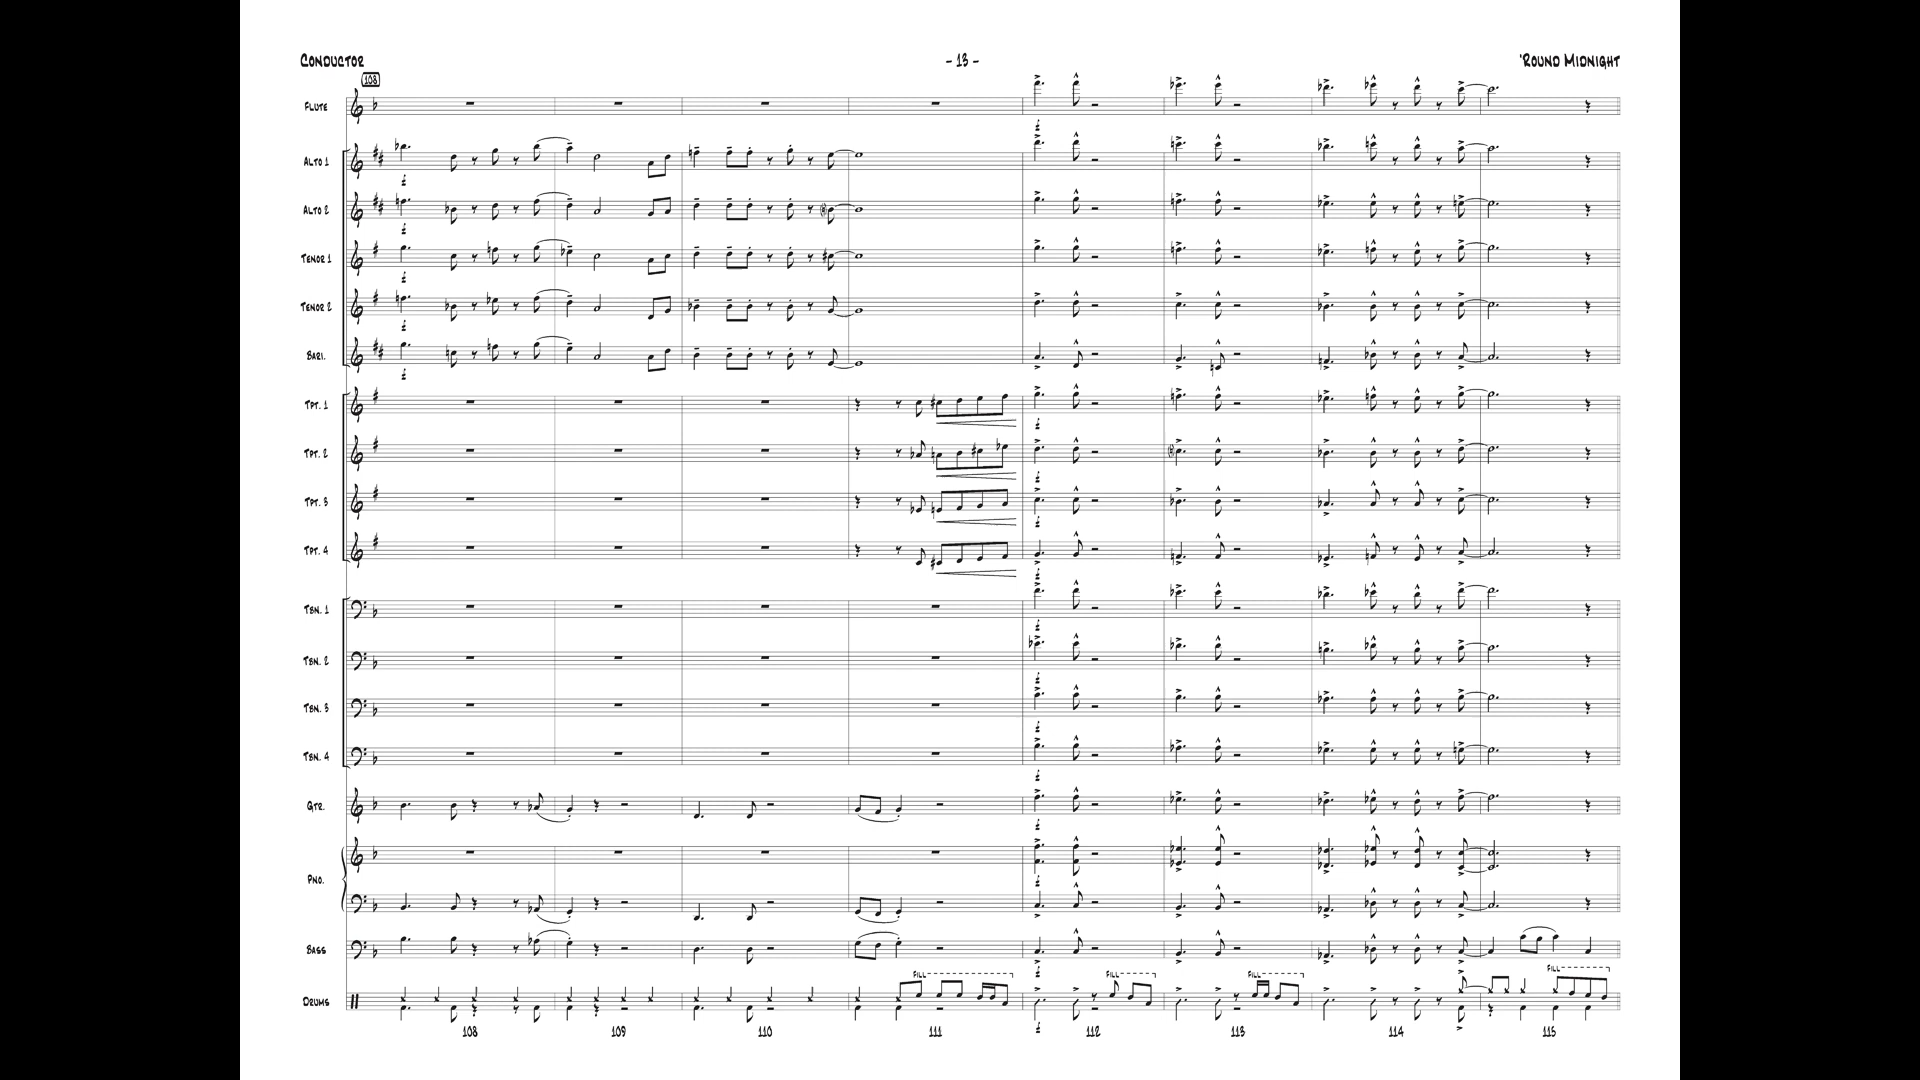 Conductor
- 13 -
'Round Midnight
108
Flute
Alto 1
Alto 2
Tenor 1
Tenor 2
Bari.
Tpt. 1
Tpt. 2
Tpt. 3
Tpt. 4
Tbn. 1
Tbn. 2
Tbn. 3
Tbn. 4
Gtr.
Pno.
Bass
Fill Fill Fill Fill
Drums
108 109 110 111 112 113 114 115